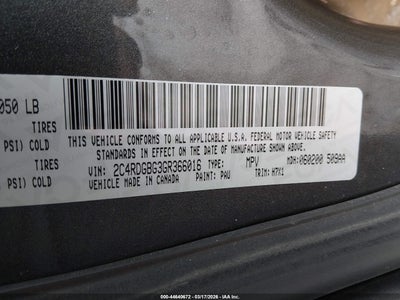 050 LB
TIRES
PSI) COLD
TIRES
PSI) COLD
THIS VEHICLE CONFORMS TO ALL APPLICABLE U.S.A. FEDERAL MOTOR VEHICLE SAFETY
STANDARDS IN EFFECT ON THE DATE OF MANUFACTURE SHOWN ABOVE.
VIN: 2C4RDGBG3GR366016 TYPE: MPV MDH: 060200 509AA
VEHICLE MADE IN CANADA PAINT: PAU TRIM: H7X1
(BN: 44640672 | 03/17/2026 - IAA Inc.)